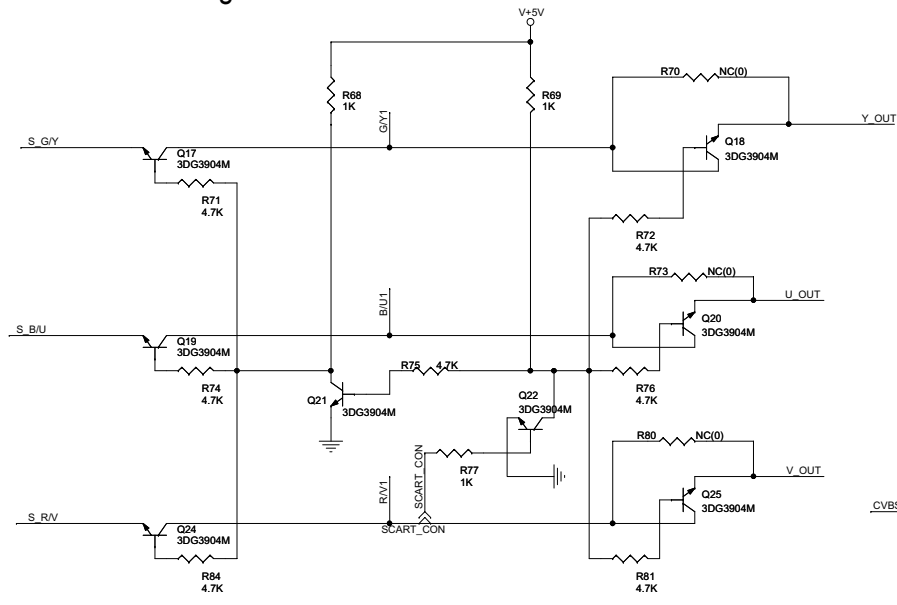 V+5V
R70
NC(0)
R68
1K
R69
1K
G/Y1
Y_OUT
S_G/Y
Q17
3DG3904M
Q18
3DG3904M
R71
4.7K
R72
4.7K
R73
NC(0)
B/U1
U_OUT
S_B/U
Q19
3DG3904M
Q20
3DG3904M
R75
4.7K
R74
4.7K
Q21
3DG3904M
Q22
3DG3904M
R76
4.7K
R80
NC(0)
R77
1K
SCART_CON
R/V1
V_OUT
Q25
3DG3904M
S_R/V
SCART_CON
CVBS
Q24
3DG3904M
R84
4.7K
R81
4.7K